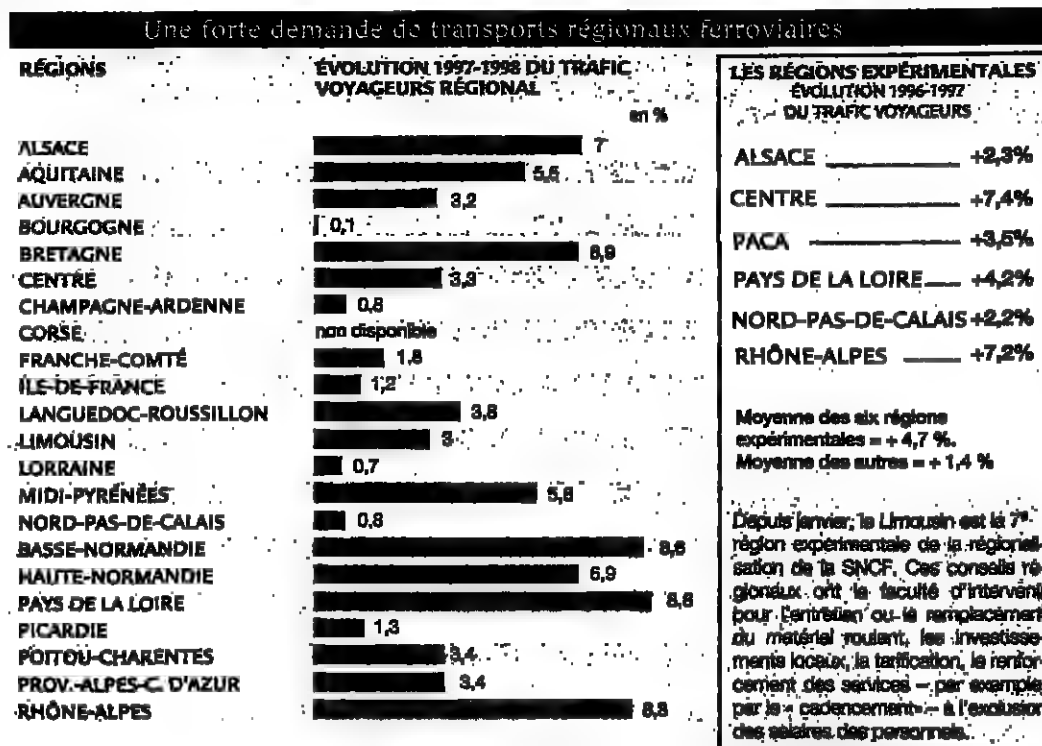 Une forte demande de transports régionaux ferroviaires
RÉGIONS
ÉVOLUTION 1997-1998 DU TRAFIC
VOYAGEURS RÉGIONAL
en %
ALSACE 7
AQUITAINE 5,5
AUVERGNE 3,2
BOURGOGNE 0,1
BRETAGNE 6,9
CENTRE 3,3
CHAMPAGNE-ARDENNE 0,8
CORSE non disponible
FRANCHE-COMTÉ 1,8
ÎLE-DE-FRANCE 1,2
LANGUEDOC-ROUSSILLON 3,8
LIMOUSIN 3
LORRAINE 0,7
MIDI-PYRÉNÉES 5,8
NORD-PAS-DE-CALAIS 0,8
BASSE-NORMANDIE 8,6
HAUTE-NORMANDIE 6,9
PAYS DE LA LOIRE 8,8
PICARDIE 1,3
POITOU-CHARENTES 3,4
PROV.-ALPES-C. D'AZUR 3,4
RHÔNE-ALPES 8,3
LES RÉGIONS EXPÉRIMENTALES
ÉVOLUTION 1996-1997
DU TRAFIC VOYAGEURS
ALSACE +2,3%
CENTRE +7,4%
PACA +3,5%
PAYS DE LA LOIRE +4,2%
NORD-PAS-DE-CALAIS +2,2%
RHÔNE-ALPES +7,2%
Moyenne des six régions
expérimentales = + 4,7 %.
Moyenne des autres = + 1,4 %
Depuis janvier, le Limousin est la 7e
région expérimentale de la régionali-
sation de la SNCF. Ces conseils ré-
gionaux ont la faculté d'intervenir
pour l'entretien ou le remplacement
du matériel roulant, les investisse-
ments locaux, la tarification, le renfor-
cement des services – par exemple
par le « cadencement » – à l'exclusion
des salaires des personnels.